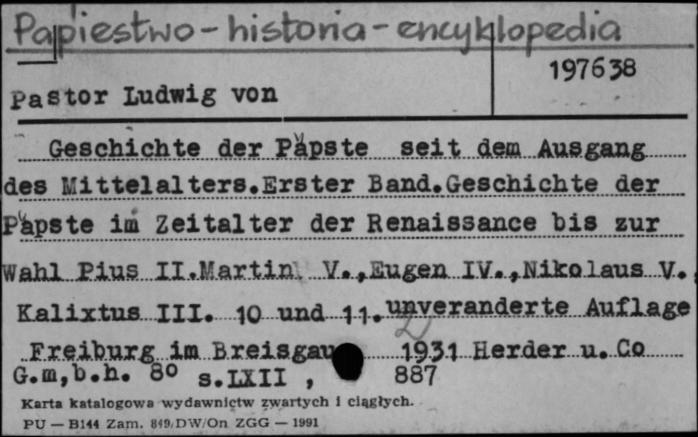 Papiestwo - historia - encyklopedia
197638
Pastor Ludwig von
Geschichte der Päpste seit dem Ausgang
des Mittelalters.Erster Band.Geschichte der
Päpste im Zeitalter der Renaissance bis zur
Wahl Pius II.Martin V.,Eugen IV.,Nikolaus V.,
Kalixtus III. 10 und 11.unveranderte Auflage
Freiburg im Breisgau 1931 Herder u. Co
G.m,b.h. 8o s.LXII , 887
Karta katalogowa wydawnictw zwartych i ciągłych.
PU — B144 Zam. 849/DW/On ZGG — 1991